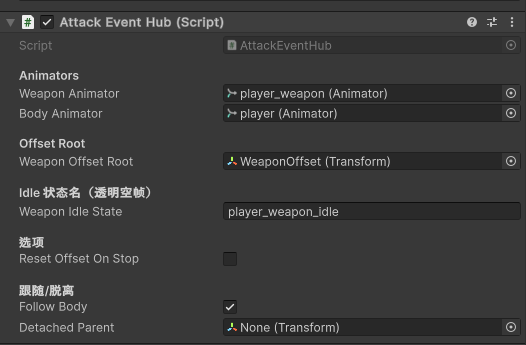 Attack Event Hub (Script)
Script AttackEventHub
Animators
Weapon Animator player_weapon (Animator)
Body Animator player (Animator)
Offset Root
Weapon Offset Root WeaponOffset (Transform)
Idle 状态名（透明空帧）
Weapon Idle State player_weapon_idle
选项
Reset Offset On Stop
跟随/脱离
Follow Body
Detached Parent None (Transform)